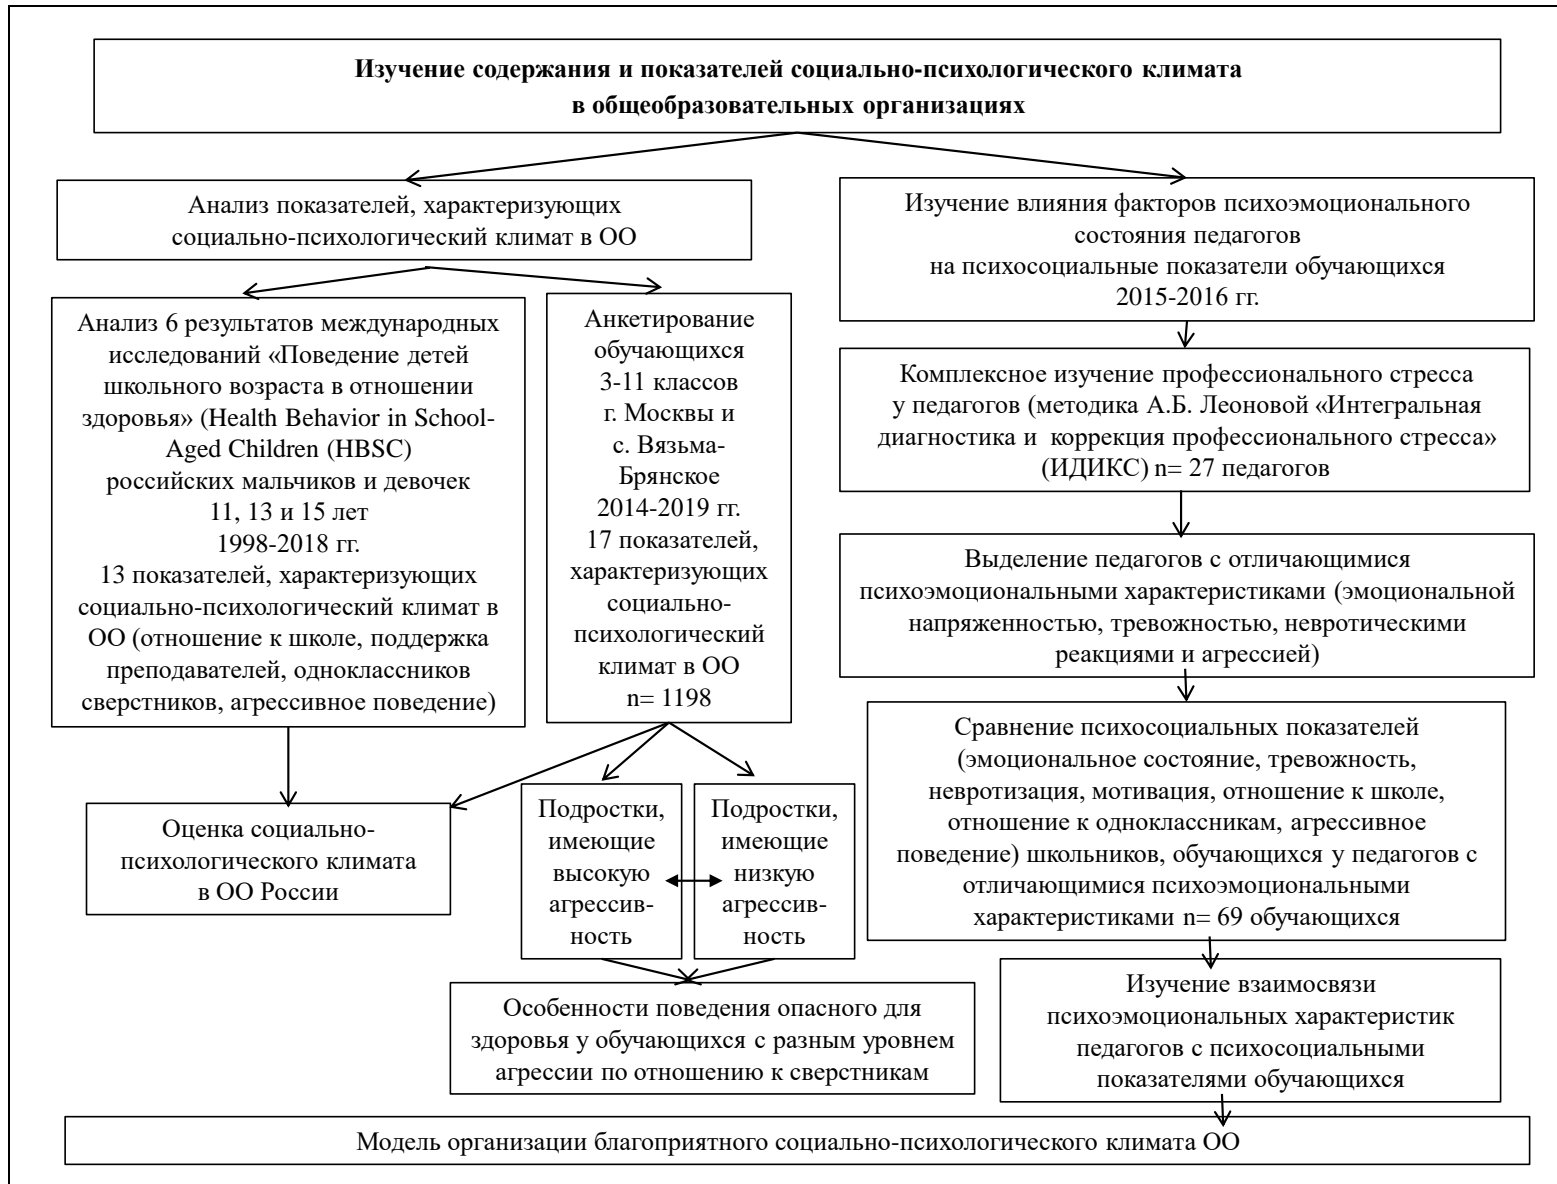 Изучение содержания и показателей социально-психологического климата
в общеобразовательных организациях
Анализ показателей, характеризующих
социально-психологический климат в ОО
Изучение влияния факторов психоэмоционального
состояния педагогов
на психосоциальные показатели обучающихся
2015-2016 гг.
Анализ 6 результатов международных
исследований «Поведение детей
школьного возраста в отношении
здоровья» (Health Behavior in School-
Aged Children (HBSC)
российских мальчиков и девочек
11, 13 и 15 лет
1998-2018 гг.
13 показателей, характеризующих
социально-психологический климат в
ОО (отношение к школе, поддержка
преподавателей, одноклассников
сверстников, агрессивное поведение)
Анкетирование
обучающихся
3-11 классов
г. Москвы и
с. Вязьма-
Брянское
2014-2019 гг.
17 показателей,
характеризующих
социально-
психологический
климат в ОО
n= 1198
Комплексное изучение профессионального стресса
у педагогов (методика А.Б. Леоновой «Интегральная
диагностика и коррекция профессионального стресса»
(ИДИКС) n= 27 педагогов
Выделение педагогов с отличающимися
психоэмоциональными характеристиками (эмоциональной
напряженностью, тревожностью, невротическими
реакциями и агрессией)
Сравнение психосоциальных показателей
(эмоциональное состояние, тревожность,
невротизация, мотивация, отношение к школе,
отношение к одноклассникам, агрессивное
поведение) школьников, обучающихся у педагогов с
отличающимися психоэмоциональными
характеристиками n= 69 обучающихся
Оценка социально-
психологического климата
в ОО России
Подростки,
имеющие
высокую
агрессив-
ность
Подростки,
имеющие
низкую
агрессив-
ность
Особенности поведения опасного для
здоровья у обучающихся с разным уровнем
агрессии по отношению к сверстникам
Изучение взаимосвязи
психоэмоциональных характеристик
педагогов с психосоциальными
показателями обучающихся
Модель организации благоприятного социально-психологического климата ОО